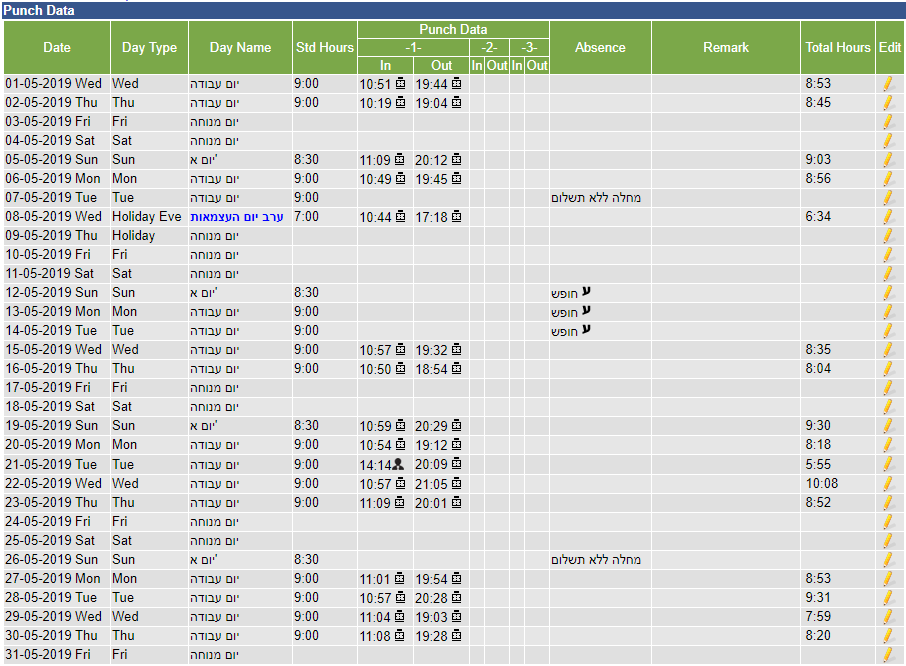 Punch Data
Date Day Type Day Name Std Hours Punch Data Absence Remark Total Hours Edit
-1- -2- -3-
In Out In Out In Out
01-05-2019 Wed Wed יום עבודה 9:00 10:51 19:44 8:53
02-05-2019 Thu Thu יום עבודה 9:00 10:19 19:04 8:45
03-05-2019 Fri Fri יום מנוחה
04-05-2019 Sat Sat יום מנוחה
05-05-2019 Sun Sun יום א' 8:30 11:09 20:12 9:03
06-05-2019 Mon Mon יום עבודה 9:00 10:49 19:45 8:56
07-05-2019 Tue Tue יום עבודה 9:00 מחלה ללא תשלום
08-05-2019 Wed Holiday Eve ערב יום העצמאות 7:00 10:44 17:18 6:34
09-05-2019 Thu Holiday יום מנוחה
10-05-2019 Fri Fri יום מנוחה
11-05-2019 Sat Sat יום מנוחה
12-05-2019 Sun Sun יום א' 8:30 חופש ע
13-05-2019 Mon Mon יום עבודה 9:00 חופש ע
14-05-2019 Tue Tue יום עבודה 9:00 חופש ע
15-05-2019 Wed Wed יום עבודה 9:00 10:57 19:32 8:35
16-05-2019 Thu Thu יום עבודה 9:00 10:50 18:54 8:04
17-05-2019 Fri Fri יום מנוחה
18-05-2019 Sat Sat יום מנוחה
19-05-2019 Sun Sun יום א' 8:30 10:59 20:29 9:30
20-05-2019 Mon Mon יום עבודה 9:00 10:54 19:12 8:18
21-05-2019 Tue Tue יום עבודה 9:00 14:14 20:09 5:55
22-05-2019 Wed Wed יום עבודה 9:00 10:57 21:05 10:08
23-05-2019 Thu Thu יום עבודה 9:00 11:09 20:01 8:52
24-05-2019 Fri Fri יום מנוחה
25-05-2019 Sat Sat יום מנוחה
26-05-2019 Sun Sun יום א' 8:30 מחלה ללא תשלום
27-05-2019 Mon Mon יום עבודה 9:00 11:01 19:54 8:53
28-05-2019 Tue Tue יום עבודה 9:00 10:57 20:28 9:31
29-05-2019 Wed Wed יום עבודה 9:00 11:04 19:03 7:59
30-05-2019 Thu Thu יום עבודה 9:00 11:08 19:28 8:20
31-05-2019 Fri Fri יום מנוחה